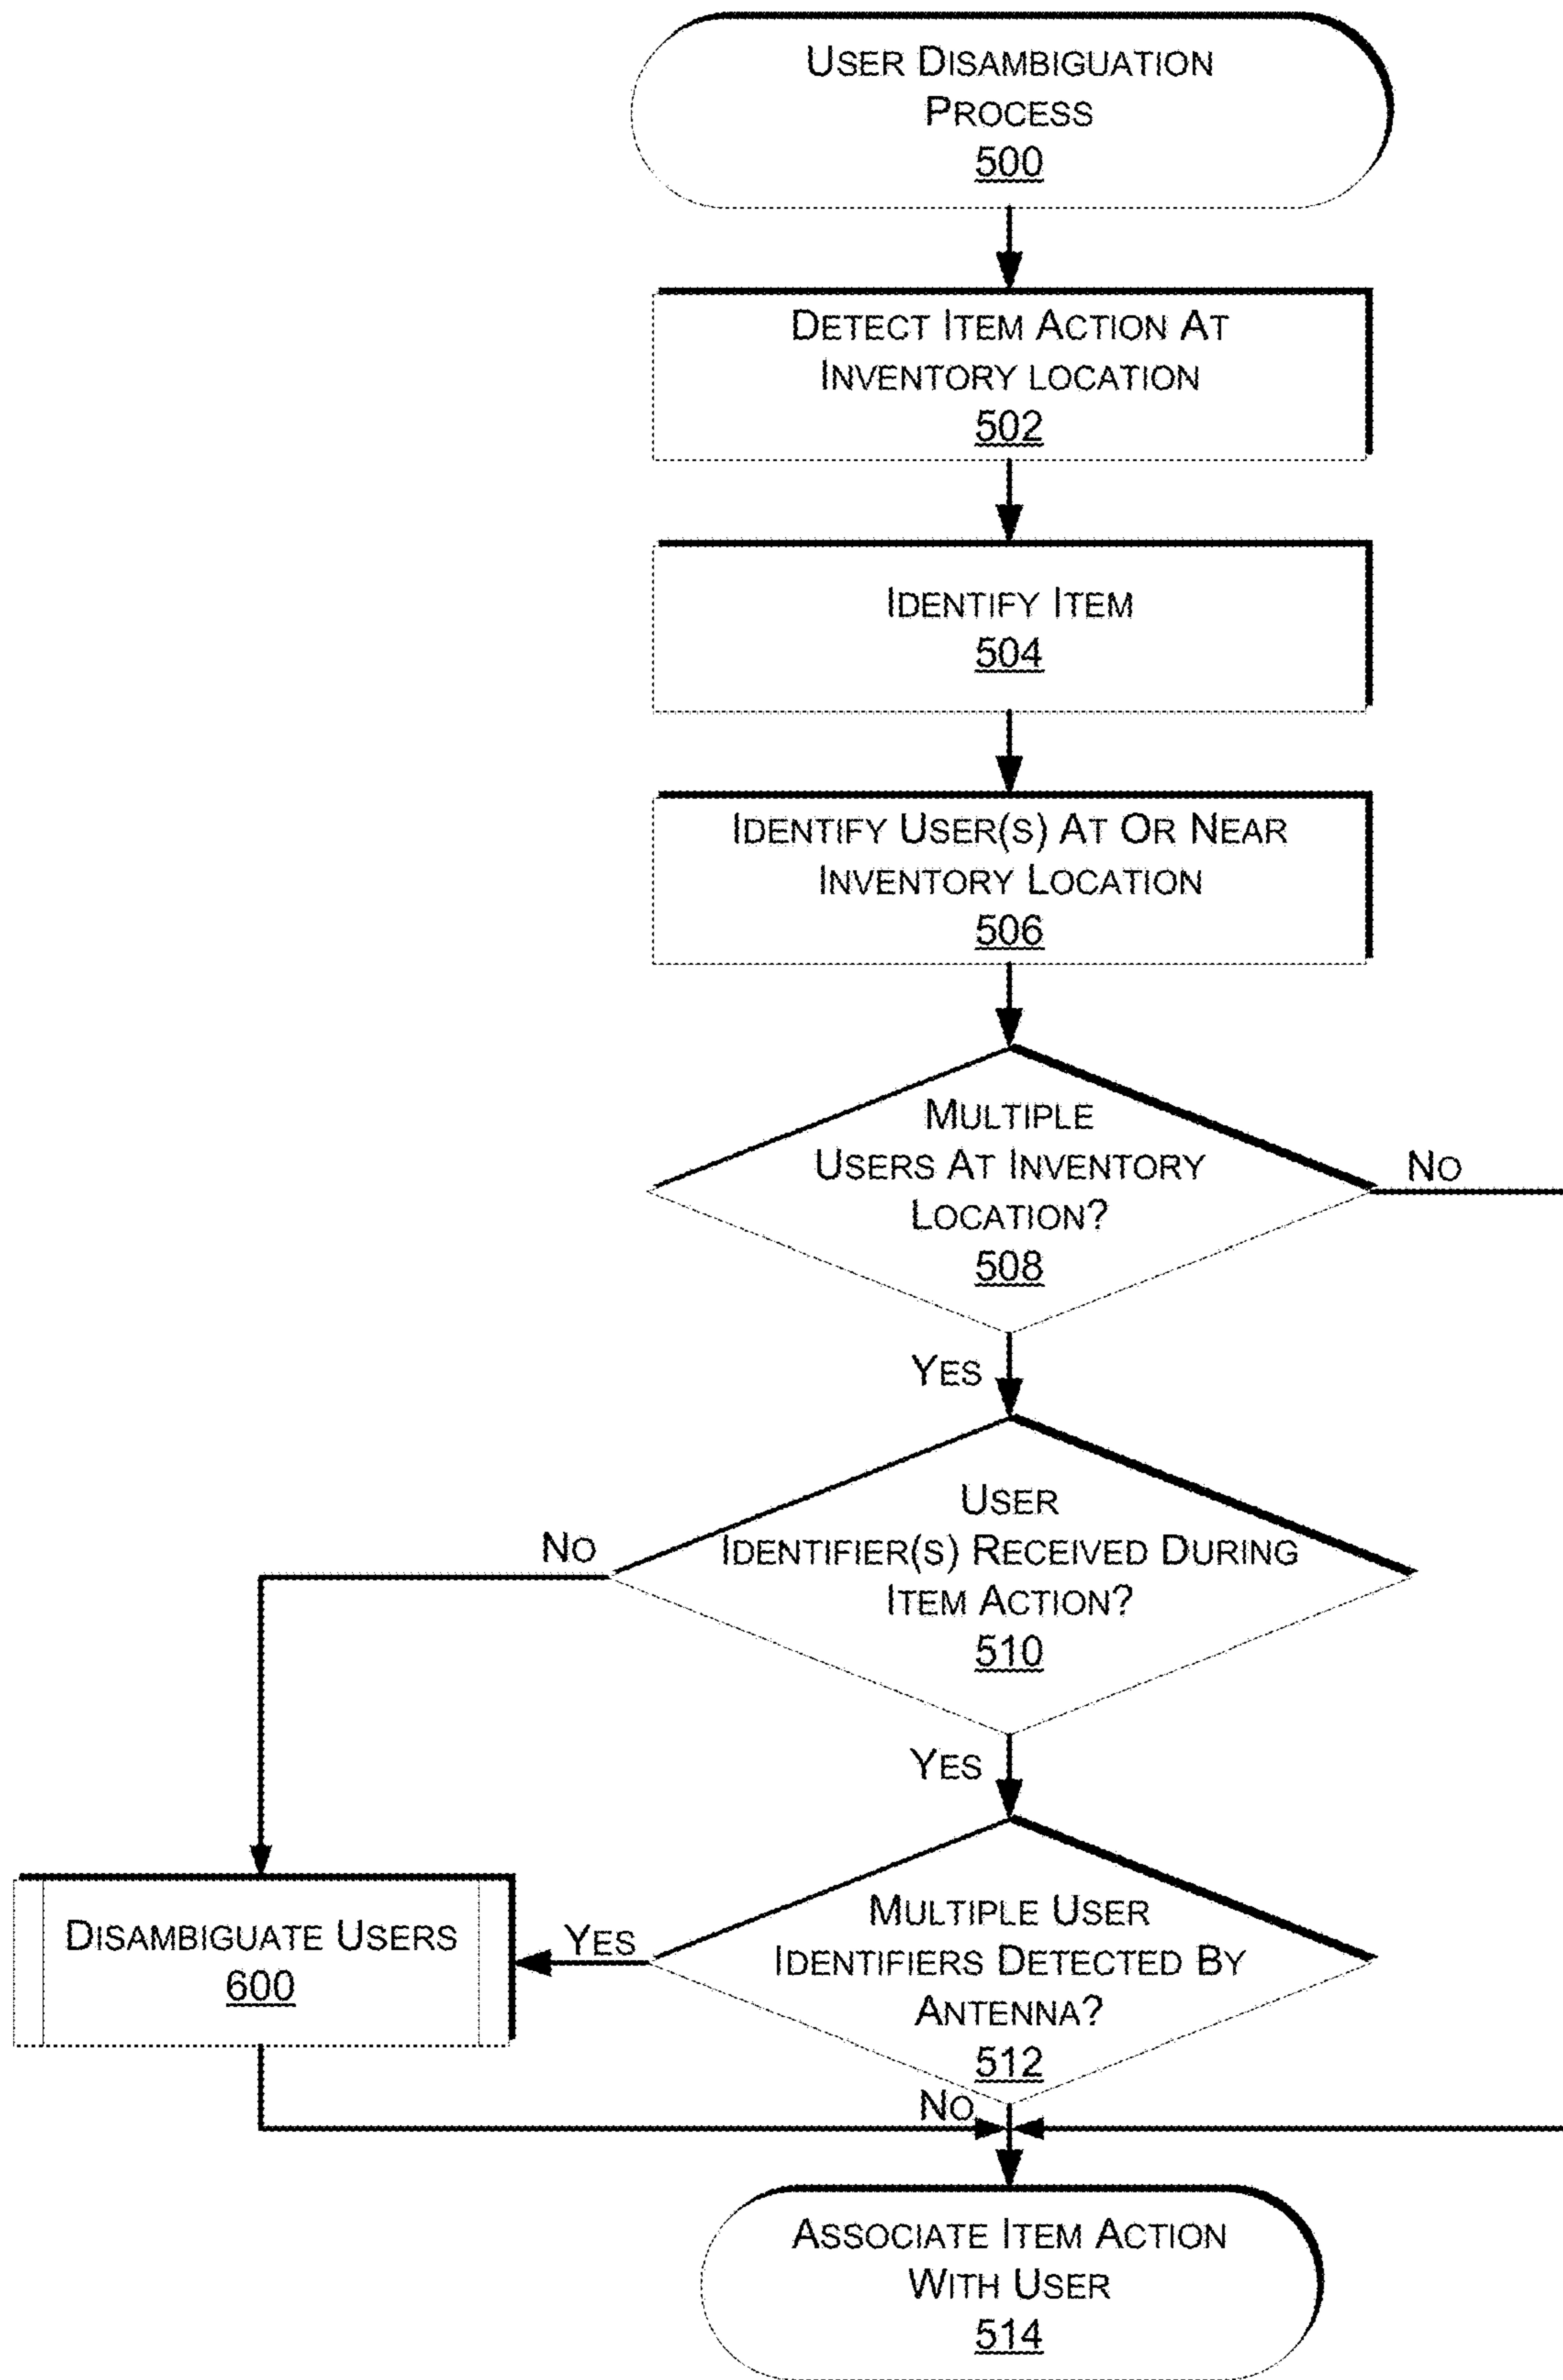 USER DISAMBIGUATION
PROCESS
500
DETECT ITEM ACTION AT
INVENTORY LOCATION
502
IDENTIFY ITEM
504
IDENTIFY USER(S) AT OR NEAR
INVENTORY LOCATION
506
MULTIPLE
USERS AT INVENTORY
LOCATION?
508
NO
YES
USER
IDENTIFIER(S) RECEIVED DURING
ITEM ACTION?
510
NO
YES
MULTIPLE USER
IDENTIFIERS DETECTED BY
ANTENNA?
512
YES
DISAMBIGUATE USERS
600
NO
ASSOCIATE ITEM ACTION
WITH USER
514